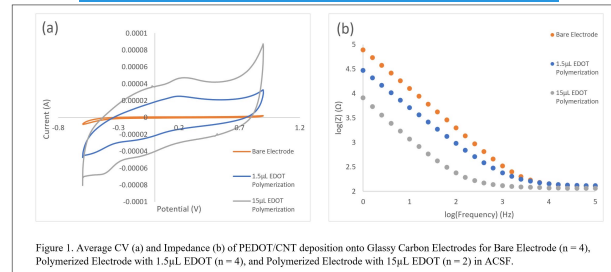 (a)
0.0001
0.00008
0.00006
0.00004
0.00002
0
-0.8
-0.3
0.3
0.7
1.2
-0.00002
-0.00004
-0.00006
-0.00008
-0.0001
Current (A)
Potential (V)
Bare Electrode
1.5µL EDOT
Polymerization
15µL EDOT
Polymerization
(b)
5
4.5
4
3.5
3
2.5
2
0
1
2
3
4
5
log(Z) (Ω)
log(Frequency) (Hz)
Bare Electrode
1.5µL EDOT
Polymerization
15µL EDOT
Polymerization
Figure 1. Average CV (a) and Impedance (b) of PEDOT/CNT deposition onto Glassy Carbon Electrodes for Bare Electrode (n = 4),
Polymerized Electrode with 1.5µL EDOT (n = 4), and Polymerized Electrode with 15µL EDOT (n = 2) in ACSF.